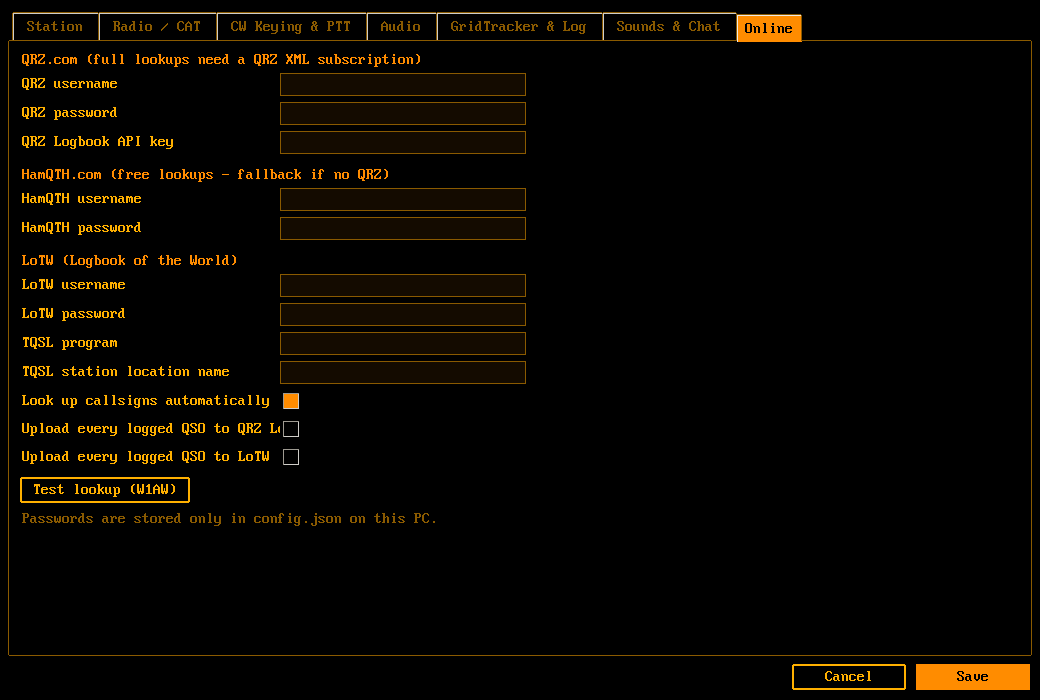 Station Radio / CAT CW Keying & PTT Audio GridTracker & Log Sounds & Chat Online
QRZ.com (full lookups need a QRZ XML subscription)
QRZ username
QRZ password
QRZ Logbook API key
HamQTH.com (free lookups - fallback if no QRZ)
HamQTH username
HamQTH password
LoTW (Logbook of the World)
LoTW username
LoTW password
TQSL program
TQSL station location name
Look up callsigns automatically
Upload every logged QSO to QRZ Lo
Upload every logged QSO to LoTW
Test lookup (W1AW)
Passwords are stored only in config.json on this PC.
Cancel Save